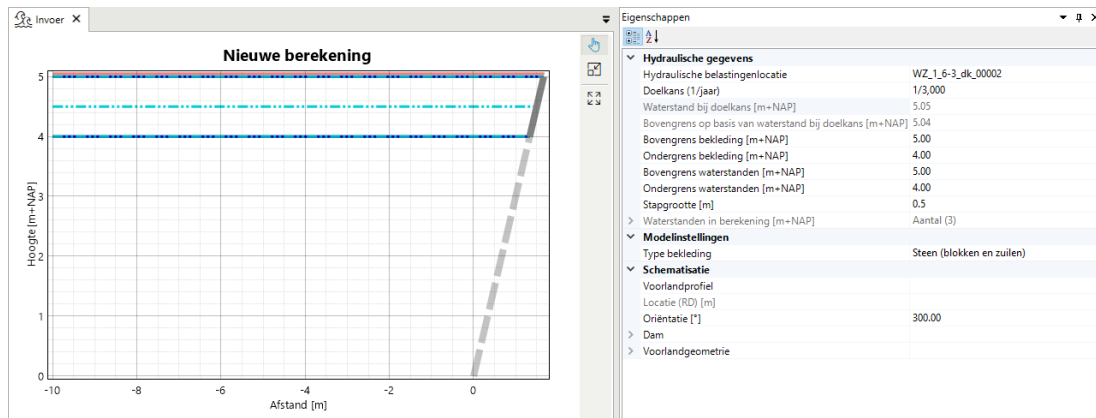 Invoer
Nieuwe berekening
5
4
3
2
1
0
Hoogte [m+NAP]
-10
-8
-6
-4
-2
0
Afstand [m]
Eigenschappen
Hydraulische gegevens
Hydraulische belastingenlocatie WZ_1_6-3_dk_00002
Doelkans (1/jaar) 1/3,000
Waterstand bij doelkans [m+NAP] 5.05
Bovengrens op basis van waterstand bij doelkans [m+NAP] 5.04
Bovengrens bekleding [m+NAP] 5.00
Ondergrens bekleding [m+NAP] 4.00
Bovengrens waterstanden [m+NAP] 5.00
Ondergrens waterstanden [m+NAP] 4.00
Stapgrootte [m] 0.5
Waterstanden in berekening [m+NAP] Aantal (3)
Modelinstellingen
Type bekleding Steen (blokken en zuilen)
Schematisatie
Voorlandprofiel
Locatie (RD) [m]
Oriëntatie [°] 300.00
Dam
Voorlandgeometrie